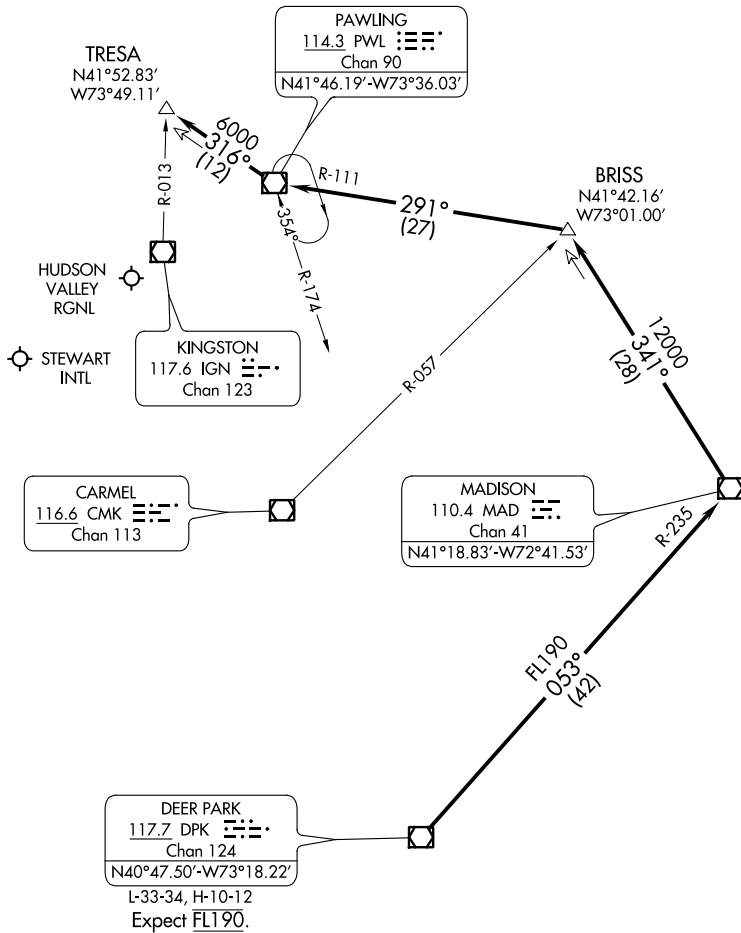 PAWLING
114.3 PWL
Chan 90
N41°46.19'-W73°36.03'
TRESA
N41°52.83'
W73°49.11'
6000
316°
(12)
R-013
R-111
354°
R-174
291°
(27)
BRISS
N41°42.16'
W73°01.00'
HUDSON
VALLEY
RGNL
STEWART
INTL
KINGSTON
117.6 IGN
Chan 123
R-057
12000
341°
(28)
CARMEL
116.6 CMK
Chan 113
MADISON
110.4 MAD
Chan 41
N41°18.83'-W72°41.53'
R-235
FL190
053°
(42)
DEER PARK
117.7 DPK
Chan 124
N40°47.50'-W73°18.22'
L-33-34, H-10-12
Expect FL190.